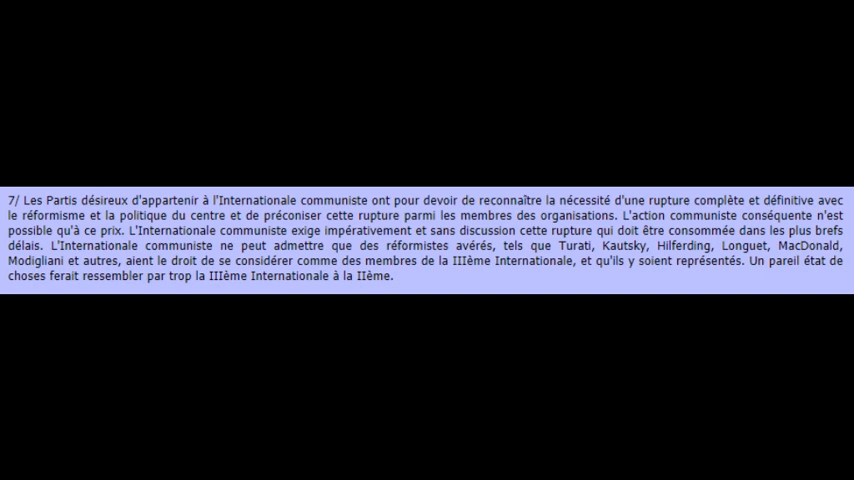 7/ Les Partis désireux d'appartenir à l'Internationale communiste ont pour devoir de reconnaître la nécessité d'une rupture complète et définitive avec
le réformisme et la politique du centre et de préconiser cette rupture parmi les membres des organisations. L'action communiste conséquente n'est
possible qu'à ce prix. L'Internationale communiste exige impérativement et sans discussion cette rupture qui doit être consommée dans les plus brefs
délais. L'Internationale communiste ne peut admettre que des réformistes avérés, tels que Turati, Kautsky, Hilferding, Longuet, MacDonald,
Modigliani et autres, aient le droit de se considérer comme des membres de la IIIème Internationale, et qu'ils y soient représentés. Un pareil état de
choses ferait ressembler par trop la IIIème Internationale à la IIème.